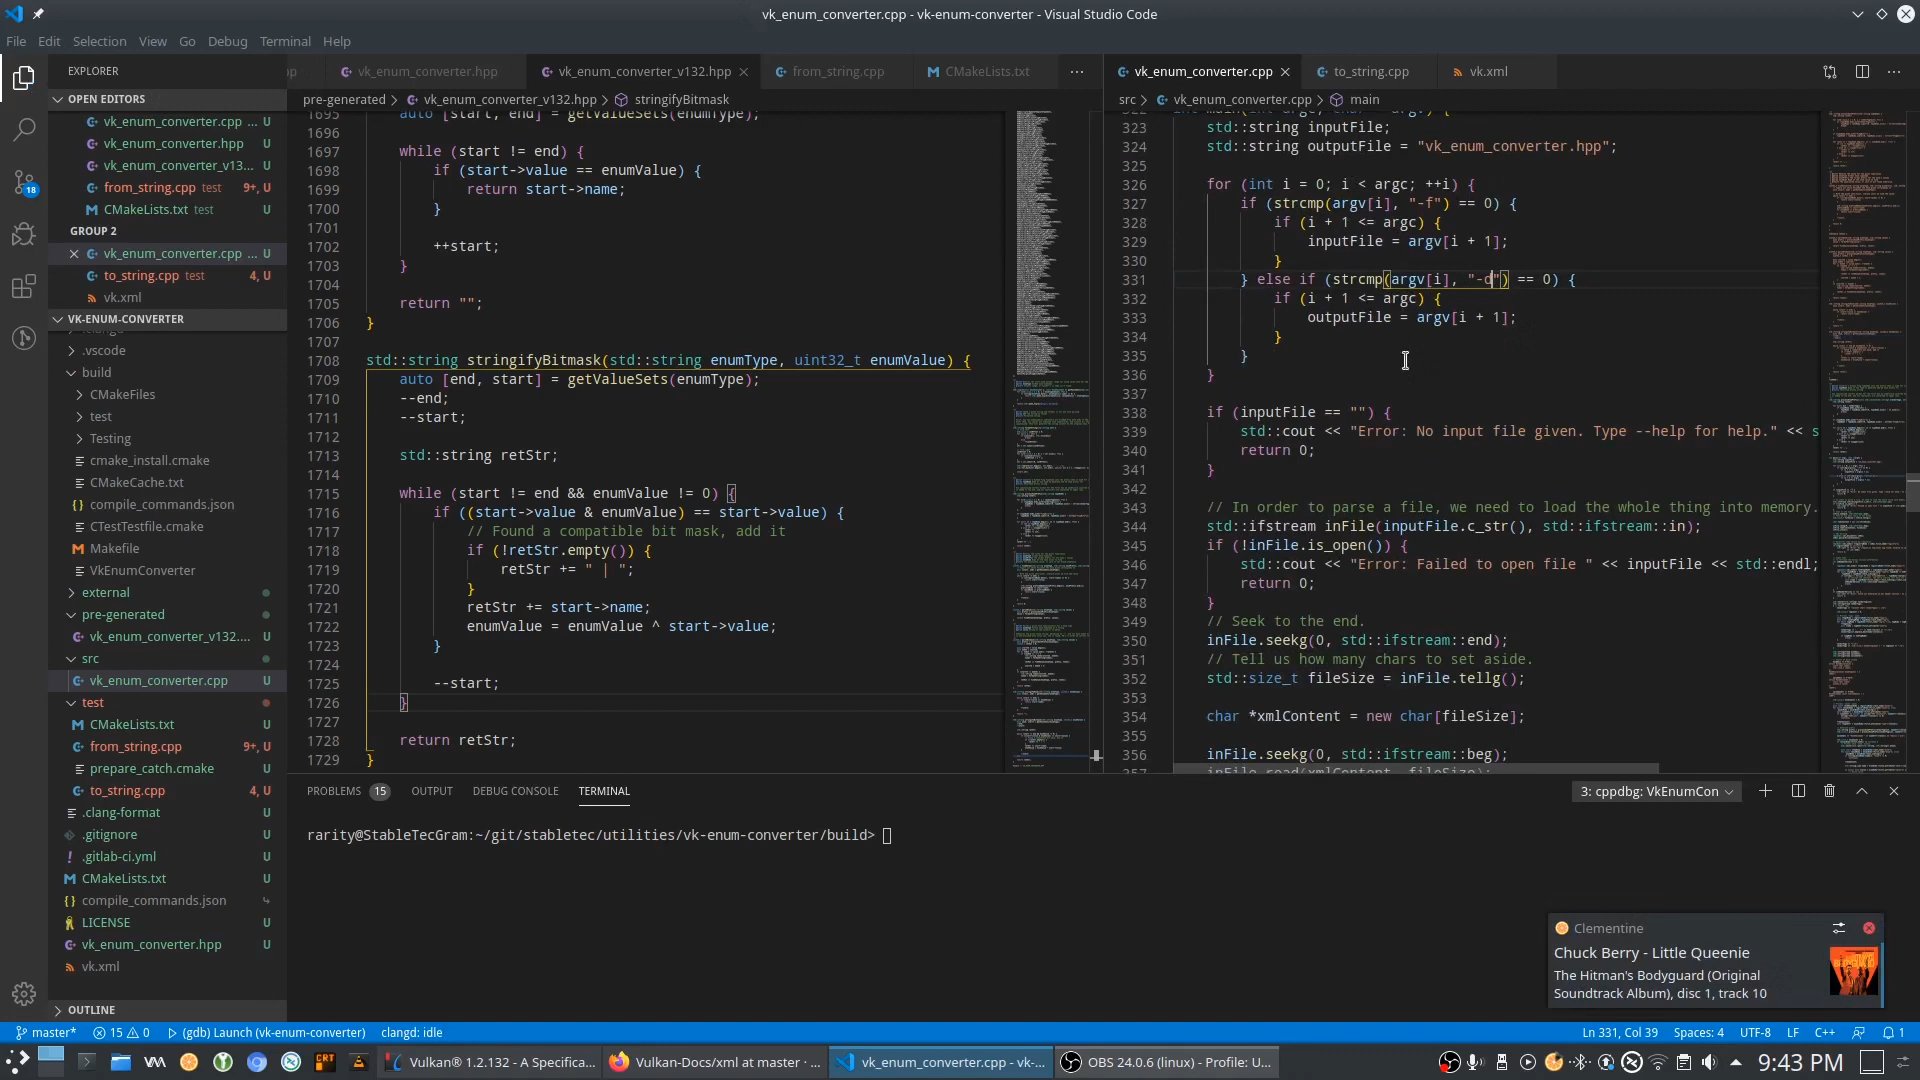 vk_enum_converter.cpp - vk-enum-converter - Visual Studio Code
File Edit Selection View Go Debug Terminal Help
EXPLORER
OPEN EDITORS
vk_enum_converter.cpp ... U
vk_enum_converter.hpp U
vk_enum_converter_v13... U
from_string.cpp test 9+, U
CMakeLists.txt test U
GROUP 2
vk_enum_converter.cpp ... U
to_string.cpp test 4, U
vk.xml
VK-ENUM-CONVERTER
.vscode
build
CMakeFiles
test
Testing
cmake_install.cmake
CMakeCache.txt
compile_commands.json
CTestTestfile.cmake
Makefile
VkEnumConverter
external
pre-generated
vk_enum_converter_v132.... U
src
vk_enum_converter.cpp U
test
CMakeLists.txt U
from_string.cpp 9+, U
prepare_catch.cmake U
to_string.cpp 4, U
.clang-format U
.gitignore U
.gitlab-ci.yml U
CMakeLists.txt U
compile_commands.json
LICENSE U
vk_enum_converter.hpp U
vk.xml
OUTLINE
18
pp vk_enum_converter.hpp vk_enum_converter_v132.hpp from_string.cpp CMakeLists.txt ...
pre-generated > vk_enum_converter_v132.hpp > stringifyBitmask
1695 auto [start, end] = getValueSets(enumType);
1696
1697 while (start != end) {
1698 if (start->value == enumValue) {
1699 return start->name;
1700 }
1701
1702 ++start;
1703 }
1704
1705 return "";
1706 }
1707
1708 std::string stringifyBitmask(std::string enumType, uint32_t enumValue) {
1709 auto [end, start] = getValueSets(enumType);
1710 --end;
1711 --start;
1712
1713 std::string retStr;
1714
1715 while (start != end && enumValue != 0) {
1716 if ((start->value & enumValue) == start->value) {
1717 // Found a compatible bit mask, add it
1718 if (!retStr.empty()) {
1719 retStr += " | ";
1720 }
1721 retStr += start->name;
1722 enumValue = enumValue ^ start->value;
1723 }
1724
1725 --start;
1726 }
1727
1728 return retStr;
1729 }
vk_enum_converter.cpp to_string.cpp vk.xml ...
src > vk_enum_converter.cpp > main
323 std::string inputFile;
324 std::string outputFile = "vk_enum_converter.hpp";
325
326 for (int i = 0; i < argc; ++i) {
327 if (strcmp(argv[i], "-f") == 0) {
328 if (i + 1 <= argc) {
329 inputFile = argv[i + 1];
330 }
331 } else if (strcmp(argv[i], "-d") == 0) {
332 if (i + 1 <= argc) {
333 outputFile = argv[i + 1];
334 }
335 }
336 }
337
338 if (inputFile == "") {
339 std::cout << "Error: No input file given. Type --help for help." << s
340 return 0;
341 }
342
343 // In order to parse a file, we need to load the whole thing into memory.
344 std::ifstream inFile(inputFile.c_str(), std::ifstream::in);
345 if (!inFile.is_open()) {
346 std::cout << "Error: Failed to open file " << inputFile << std::endl;
347 return 0;
348 }
349 // Seek to the end.
350 inFile.seekg(0, std::ifstream::end);
351 // Tell us how many chars to set aside.
352 std::size_t fileSize = inFile.tellg();
353
354 char *xmlContent = new char[fileSize];
355
356 inFile.seekg(0, std::ifstream::beg);
357 inFile.read(xmlContent, fileSize);
PROBLEMS 15 OUTPUT DEBUG CONSOLE TERMINAL
3: cppdbg: VkEnumCon
rarity@StableTecGram:~/git/stabletec/utilities/vk-enum-converter/build>
Clementine
Chuck Berry - Little Queenie
The Hitman's Bodyguard (Original
Soundtrack Album), disc 1, track 10
master* 15 0 (gdb) Launch (vk-enum-converter) clangd: idle
Ln 331, Col 39 Spaces: 4 UTF-8 LF C++ 1
CRT
Vulkan® 1.2.132 - A Specifica...
Vulkan-Docs/xml at master · ...
vk_enum_converter.cpp - vk-...
OBS 24.0.6 (linux) - Profile: U...
9:43 PM